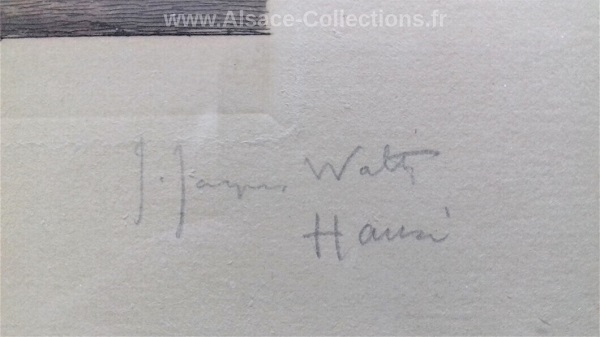 www.Alsace-Collections.fr
J. Jacques Waltz
Hansi